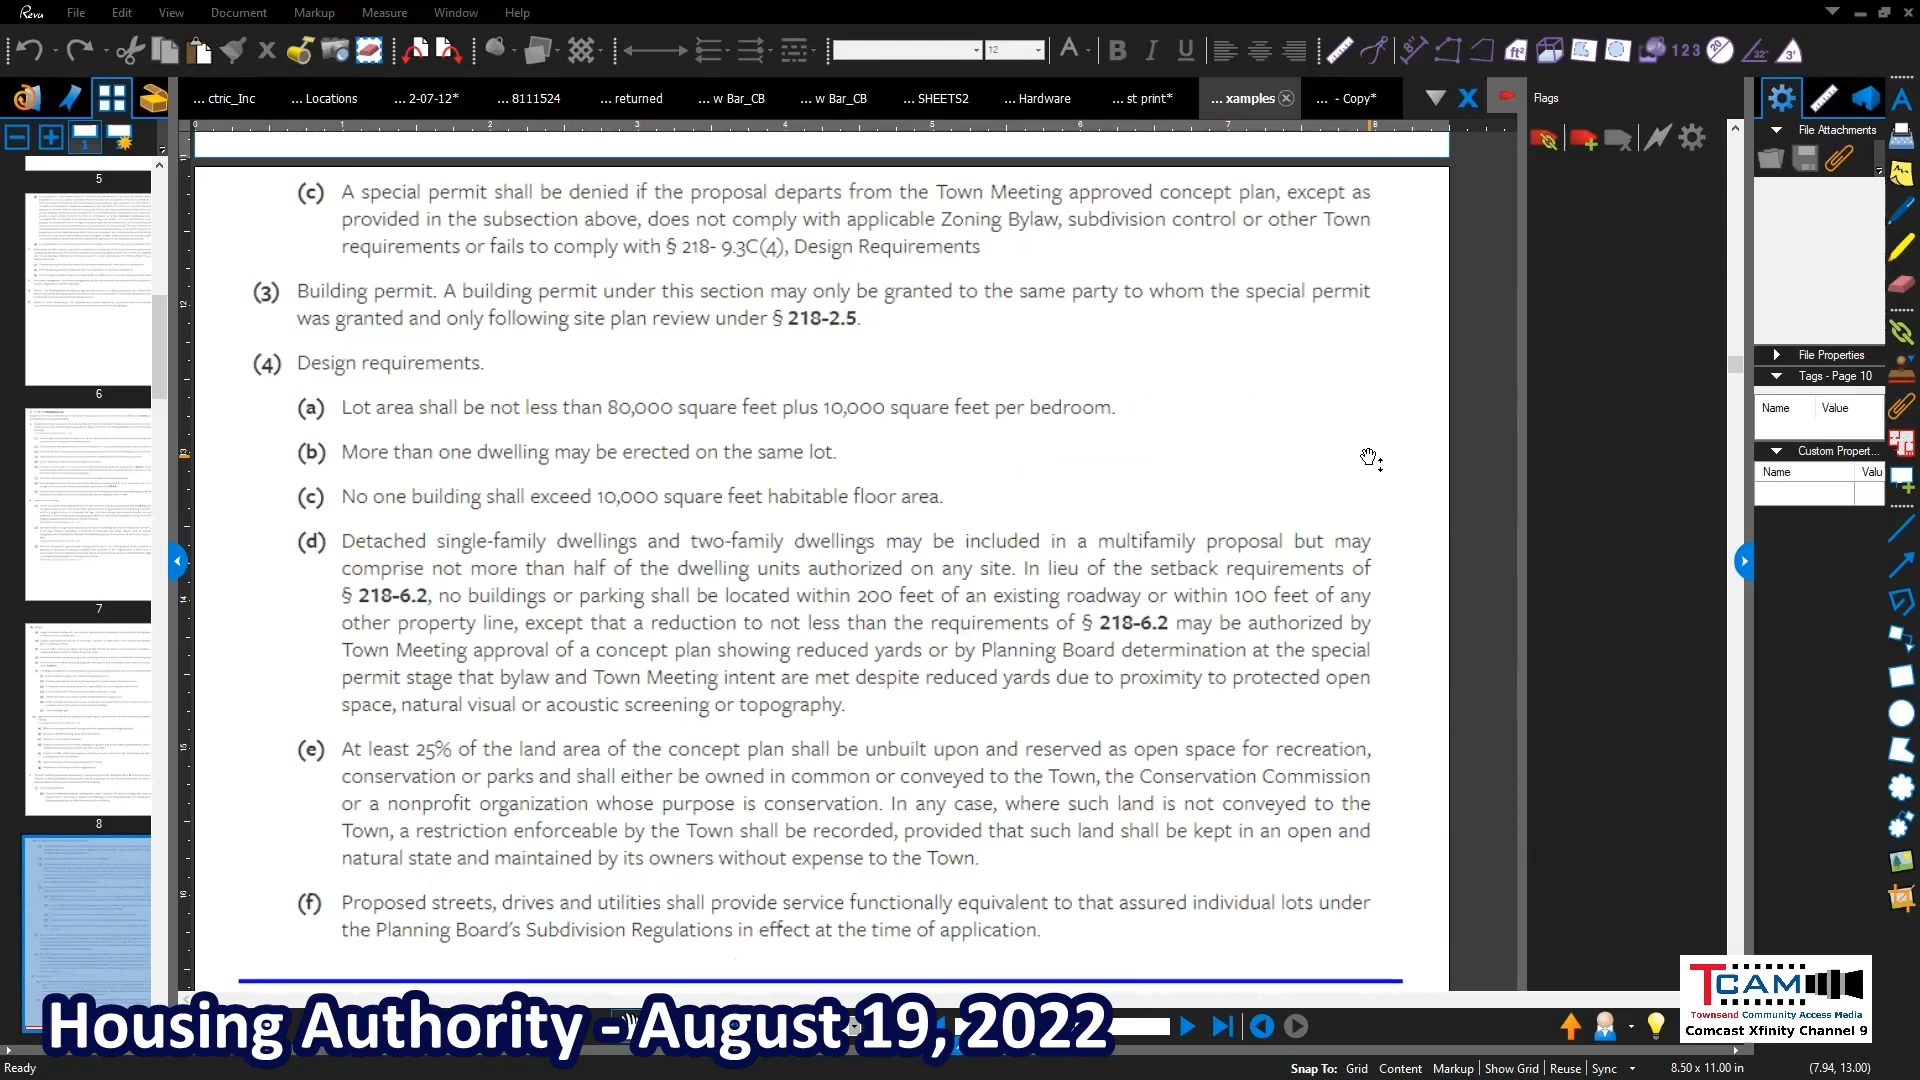 Revu File Edit View Document Markup Measure Window Help
12
... ctric_Inc ... Locations ... 2-07-12* ... 8111524 ... returned ... w Bar_CB ... w Bar_CB ... SHEETS2 ... Hardware ... st print* ... xamples ... - Copy*
Flags
File Attachments
File Properties
Tags - Page 10
Name Value
Custom Propert...
Name Valu
5
6
7
8
(c) A special permit shall be denied if the proposal departs from the Town Meeting approved concept plan, except as
provided in the subsection above, does not comply with applicable Zoning Bylaw, subdivision control or other Town
requirements or fails to comply with § 218- 9.3C(4), Design Requirements
(3) Building permit. A building permit under this section may only be granted to the same party to whom the special permit
was granted and only following site plan review under § 218-2.5.
(4) Design requirements.
(a) Lot area shall be not less than 80,000 square feet plus 10,000 square feet per bedroom.
(b) More than one dwelling may be erected on the same lot.
(c) No one building shall exceed 10,000 square feet habitable floor area.
(d) Detached single-family dwellings and two-family dwellings may be included in a multifamily proposal but may
comprise not more than half of the dwelling units authorized on any site. In lieu of the setback requirements of
§ 218-6.2, no buildings or parking shall be located within 200 feet of an existing roadway or within 100 feet of any
other property line, except that a reduction to not less than the requirements of § 218-6.2 may be authorized by
Town Meeting approval of a concept plan showing reduced yards or by Planning Board determination at the special
permit stage that bylaw and Town Meeting intent are met despite reduced yards due to proximity to protected open
space, natural visual or acoustic screening or topography.
(e) At least 25% of the land area of the concept plan shall be unbuilt upon and reserved as open space for recreation,
conservation or parks and shall either be owned in common or conveyed to the Town, the Conservation Commission
or a nonprofit organization whose purpose is conservation. In any case, where such land is not conveyed to the
Town, a restriction enforceable by the Town shall be recorded, provided that such land shall be kept in an open and
natural state and maintained by its owners without expense to the Town.
(f) Proposed streets, drives and utilities shall provide service functionally equivalent to that assured individual lots under
the Planning Board's Subdivision Regulations in effect at the time of application.
Housing Authority - August 19, 2022
TCAM
Townsend Community Access Media
Comcast Xfinity Channel 9
Ready
Snap To: Grid Content Markup Show Grid Reuse Sync 8.50 x 11.00 in (7.94, 13.00)